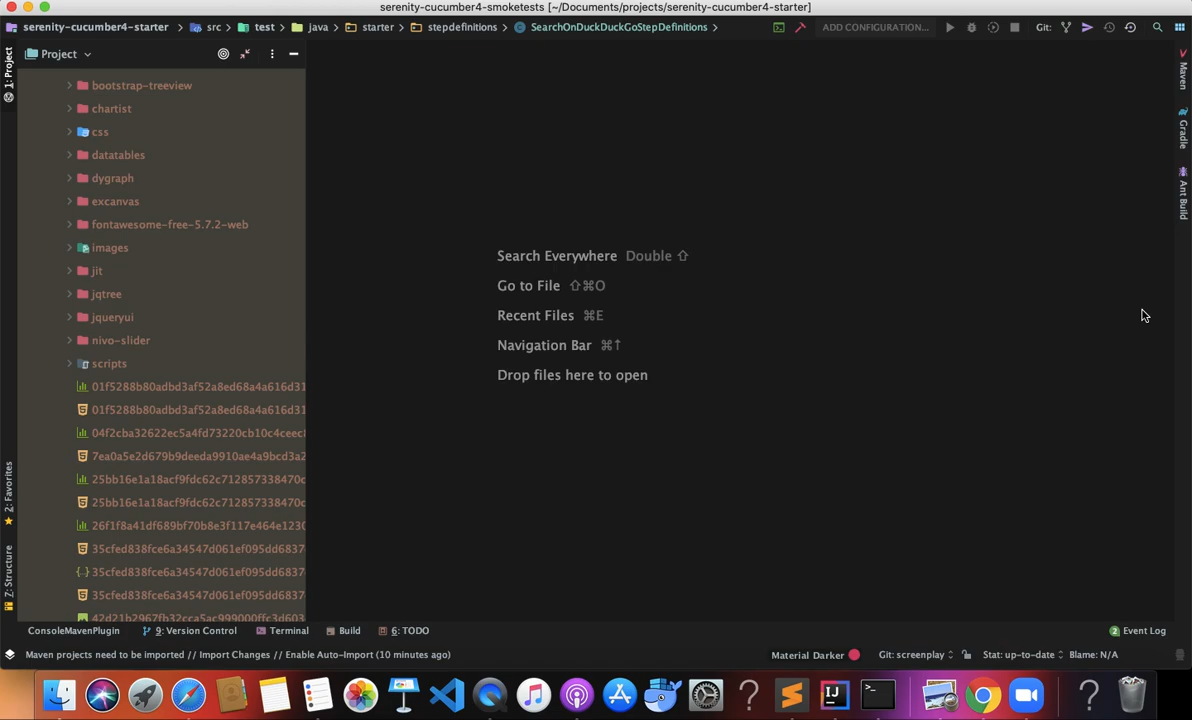 serenity-cucumber4-smoketests [~/Documents/projects/serenity-cucumber4-starter]
serenity-cucumber4-starter > src > test > java > starter > stepdefinitions > SearchOnDuckDuckGoStepDefinitions >
ADD CONFIGURATION...
Git:
1: Project
Project
bootstrap-treeview
chartist
css
datatables
dygraph
excanvas
fontawesome-free-5.7.2-web
images
jit
jqtree
jqueryui
nivo-slider
scripts
01f5288b80adbd3af52a8ed68a4a616d31
01f5288b80adbd3af52a8ed68a4a616d31
04f2cba32622ec5a4fd73220cb10c4ceec
7ea0a5e2d679b9deeda9910ae4a9bcd3a2
25bb16e1a18acf9fdc62c712857338470c
25bb16e1a18acf9fdc62c712857338470c
26f1f8a41df689bf70b8e3f117e464e1230
35cfed838fce6a34547d061ef095dd6837
35cfed838fce6a34547d061ef095dd6837
35cfed838fce6a34547d061ef095dd6837
42d21b2967fb32cca5ac999000ffc3d603
Search Everywhere Double ⇧
Go to File ⇧⌘O
Recent Files ⌘E
Navigation Bar ⌘↑
Drop files here to open
Maven
Gradle
Ant Build
2: Favorites
Z: Structure
ConsoleMavenPlugin
9: Version Control
Terminal
Build
6: TODO
2 Event Log
Maven projects need to be imported // Import Changes // Enable Auto-Import (10 minutes ago)
Material Darker
Git: screenplay
Stat: up-to-date
Blame: N/A